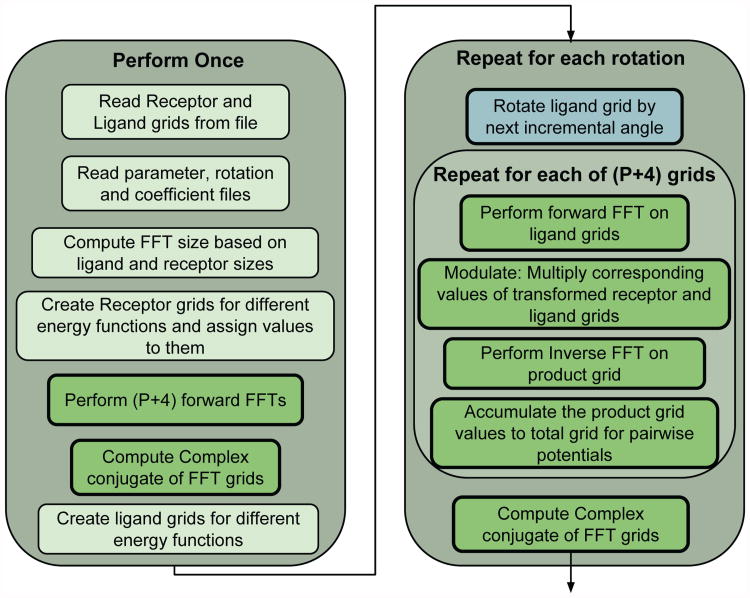 Perform Once
Read Receptor and
Ligand grids from file
Read parameter, rotation
and coefficient files
Compute FFT size based on
ligand and receptor sizes
Create Receptor grids for different
energy functions and assign values
to them
Perform (P+4) forward FFTs
Compute Complex
conjugate of FFT grids
Create ligand grids for different
energy functions
Repeat for each rotation
Rotate ligand grid by
next incremental angle
Repeat for each of (P+4) grids
Perform forward FFT on
ligand grids
Modulate: Multiply corresponding
values of transformed receptor and
ligand grids
Perform Inverse FFT on
product grid
Accumulate the product grid
values to total grid for pairwise
potentials
Compute Complex
conjugate of FFT grids